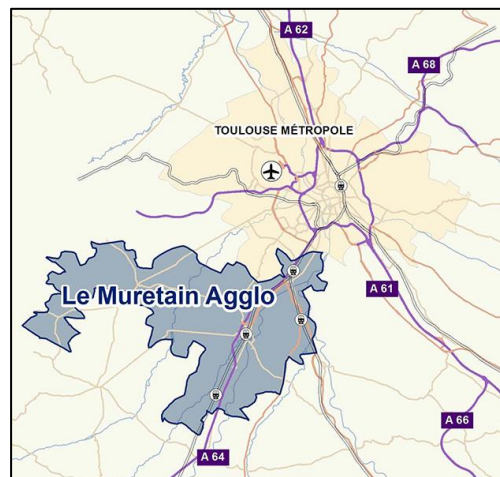 A 62
A 68
TOULOUSE MÉTROPOLE
Le Muretain Agglo
A 61
A 66
A 64